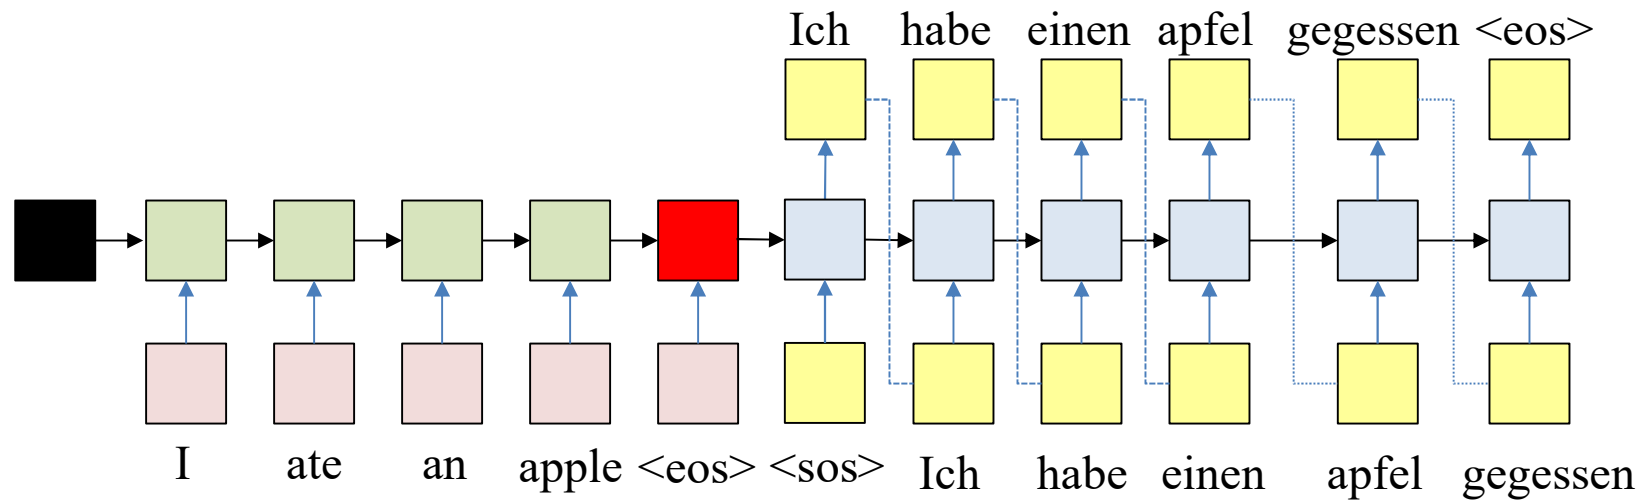 Ich habe einen apfel gegessen <eos>
I ate an apple <eos> <sos> Ich habe einen apfel gegessen